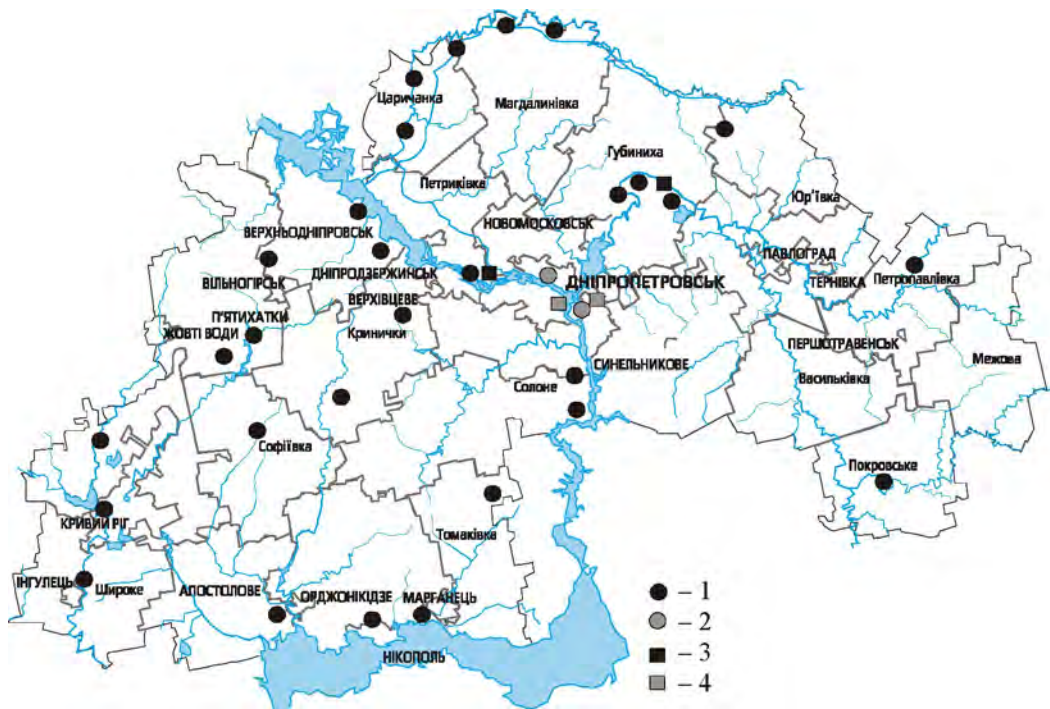 Царичанка
Магдалинівка
Губиниха
Петриківка
Юр'ївка
НОВОМОСКОВСЬК
ВЕРХНЬОДНІПРОВСЬК
ПАВЛОГРАД
ДНІПРОДЗЕРЖИНСЬК
ДНІПРОПЕТРОВСЬК
ТЕРНІВКА
Петропавлівка
ВІЛЬНОГІРСЬК
ВЕРХІВЦЕВЕ
П'ЯТИХАТКИ
Кринички
ЖОВТІ ВОДИ
ПЕРШОТРАВЕНСЬК
Межова
СИНЕЛЬНИКОВЕ
Солоне
Васильківка
Софіївка
Покровське
КРИВИЙ РІГ
Томаківка
ІНГУЛЕЦЬ
Широке
АПОСТОЛОВЕ
ОРДЖОНІКІДЗЕ
МАРГАНЕЦЬ
НІКОПОЛЬ
– 1
– 2
– 3
– 4